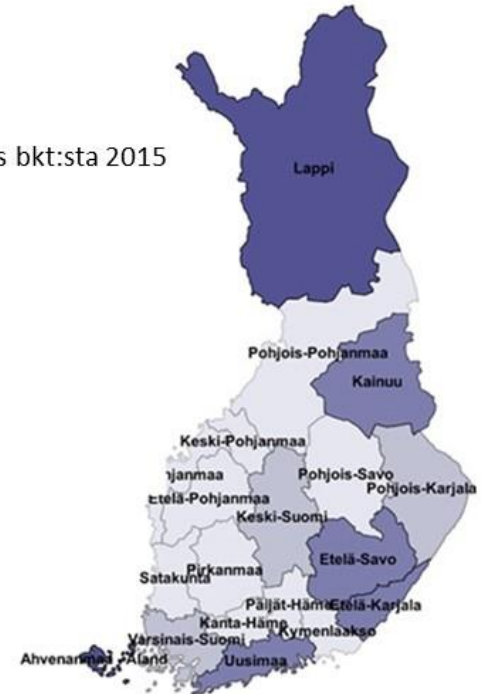 s bkt:sta 2015
Lappi
Pohjois-Pohjanmaa
Kainuu
Keski-Pohjanmaa
njanmaa
Pohjois-Savo
Pohjois-Karjala
Etelä-Pohjanmaa
Keski-Suomi
Etelä-Savo
Pirkanmaa
Satakunta
Päijät-Häme
Etelä-Karjala
Kanta-Häme
Kymenlaakso
Varsinais-Suomi
Ahvenanmaa - Åland
Uusimaa